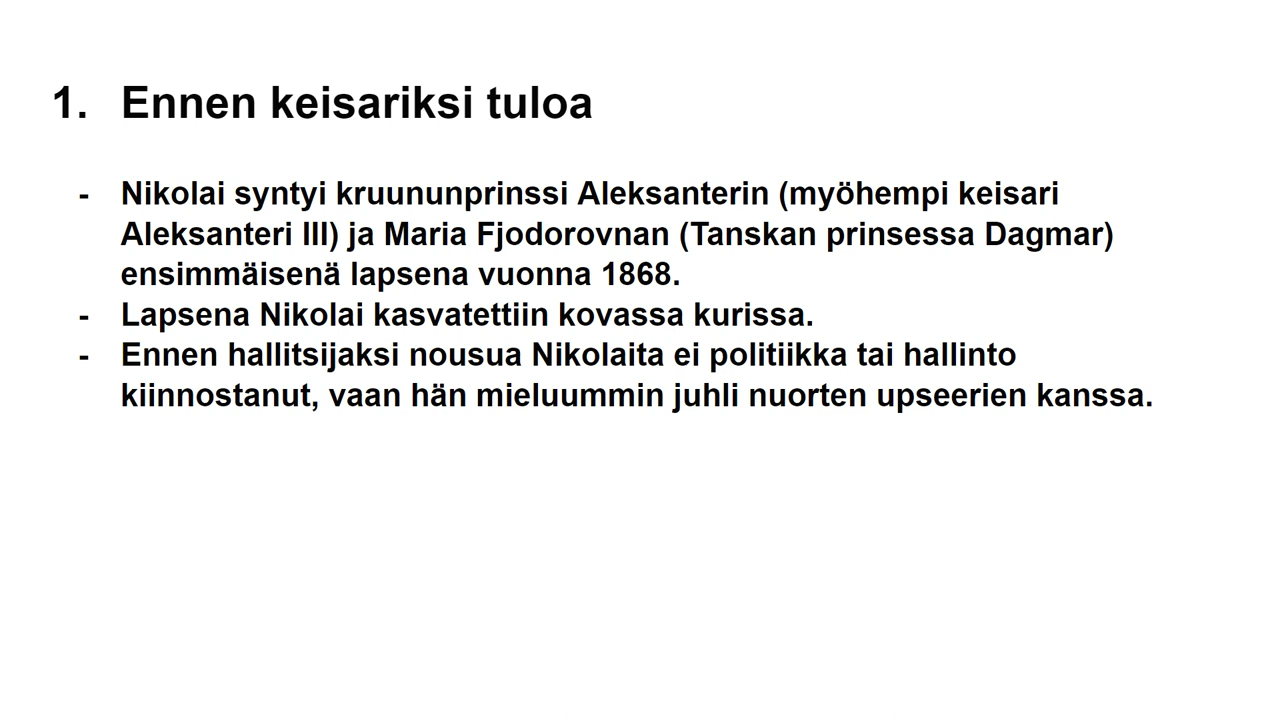 1. Ennen keisariksi tuloa
- Nikolai syntyi kruununprinssi Aleksanterin (myöhempi keisari
Aleksanteri III) ja Maria Fjodorovnan (Tanskan prinsessa Dagmar)
ensimmäisenä lapsena vuonna 1868.
- Lapsena Nikolai kasvatettiin kovassa kurissa.
- Ennen hallitsijaksi nousua Nikolaita ei politiikka tai hallinto
kiinnostanut, vaan hän mieluummin juhli nuorten upseerien kanssa.